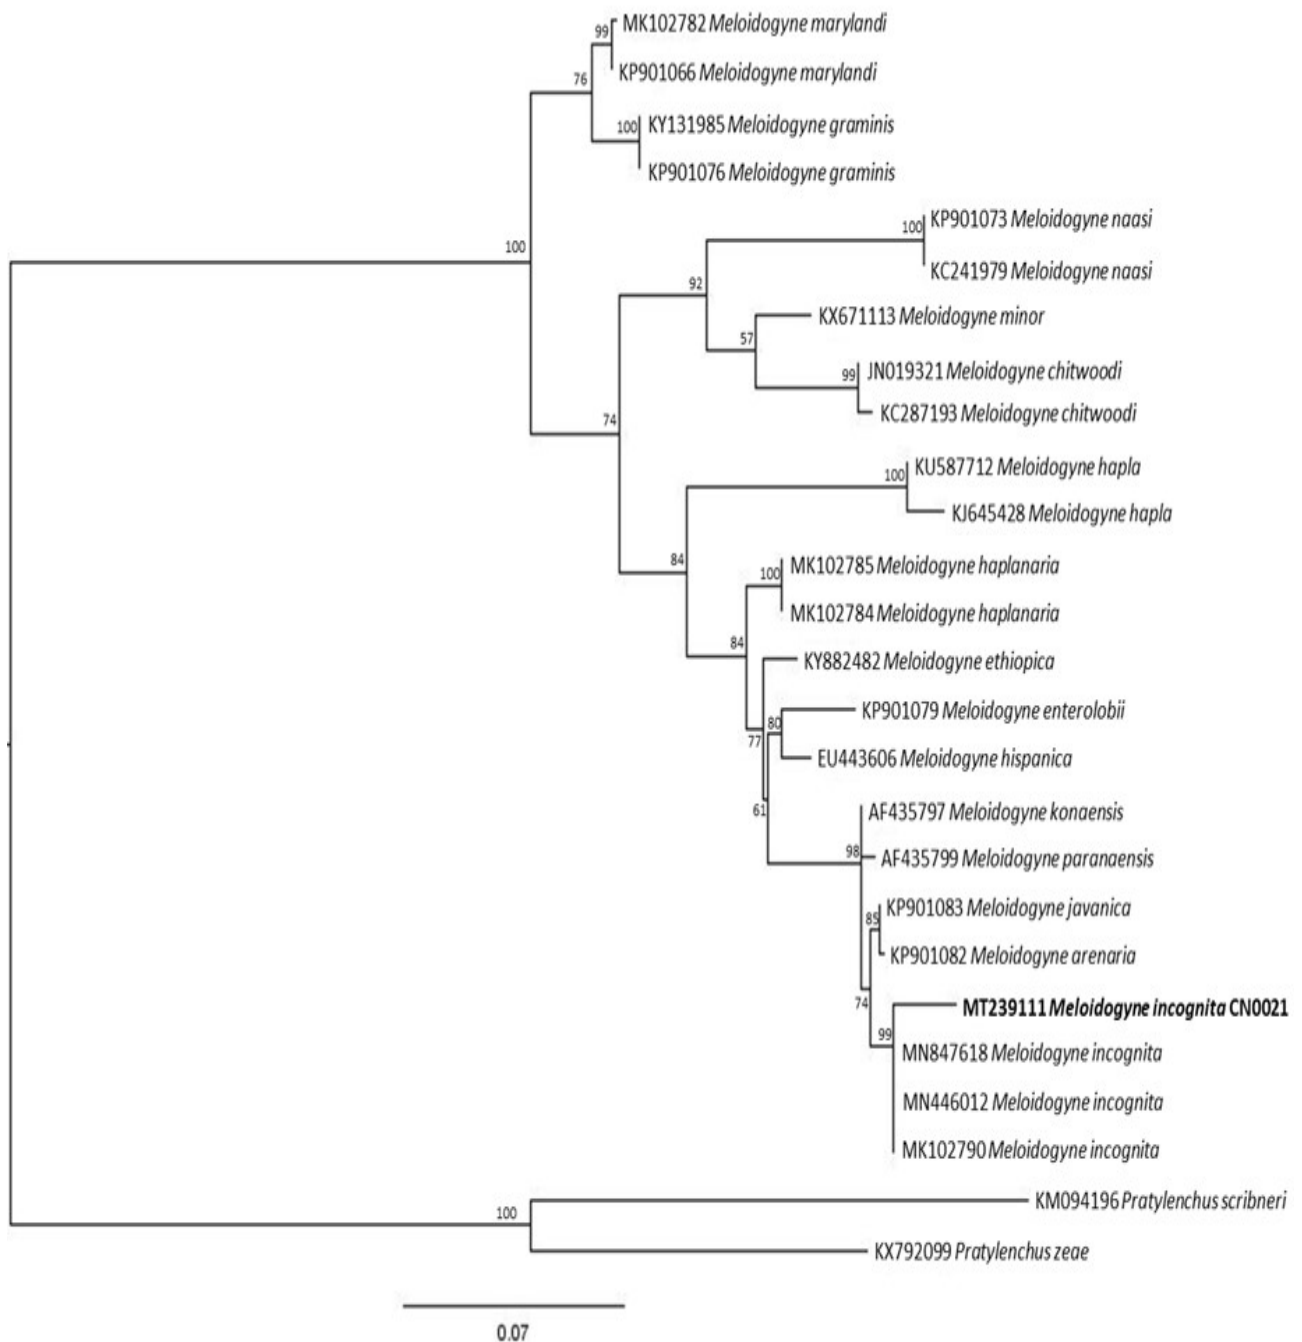 MK102782 Meloidogyne marylandi
99
KP901066 Meloidogyne marylandi
76
KY131985 Meloidogyne graminis
100
KP901076 Meloidogyne graminis
KP901073 Meloidogyne naasi
100
100
KC241979 Meloidogyne naasi
92
KX671113 Meloidogyne minor
57
JN019321 Meloidogyne chitwoodi
99
KC287193 Meloidogyne chitwoodi
74
KU587712 Meloidogyne hapla
100
KJ645428 Meloidogyne hapla
84
MK102785 Meloidogyne haplanaria
100
MK102784 Meloidogyne haplanaria
84
KY882482 Meloidogyne ethiopica
KP901079 Meloidogyne enterolobii
80
77
EU443606 Meloidogyne hispanica
61
AF435797 Meloidogyne konaensis
98
AF435799 Meloidogyne paranaensis
KP901083 Meloidogyne javanica
85
KP901082 Meloidogyne arenaria
74
MT239111 Meloidogyne incognita CN0021
99
MN847618 Meloidogyne incognita
MN446012 Meloidogyne incognita
MK102790 Meloidogyne incognita
KM094196 Pratylenchus scribneri
100
KX792099 Pratylenchus zeae
0.07